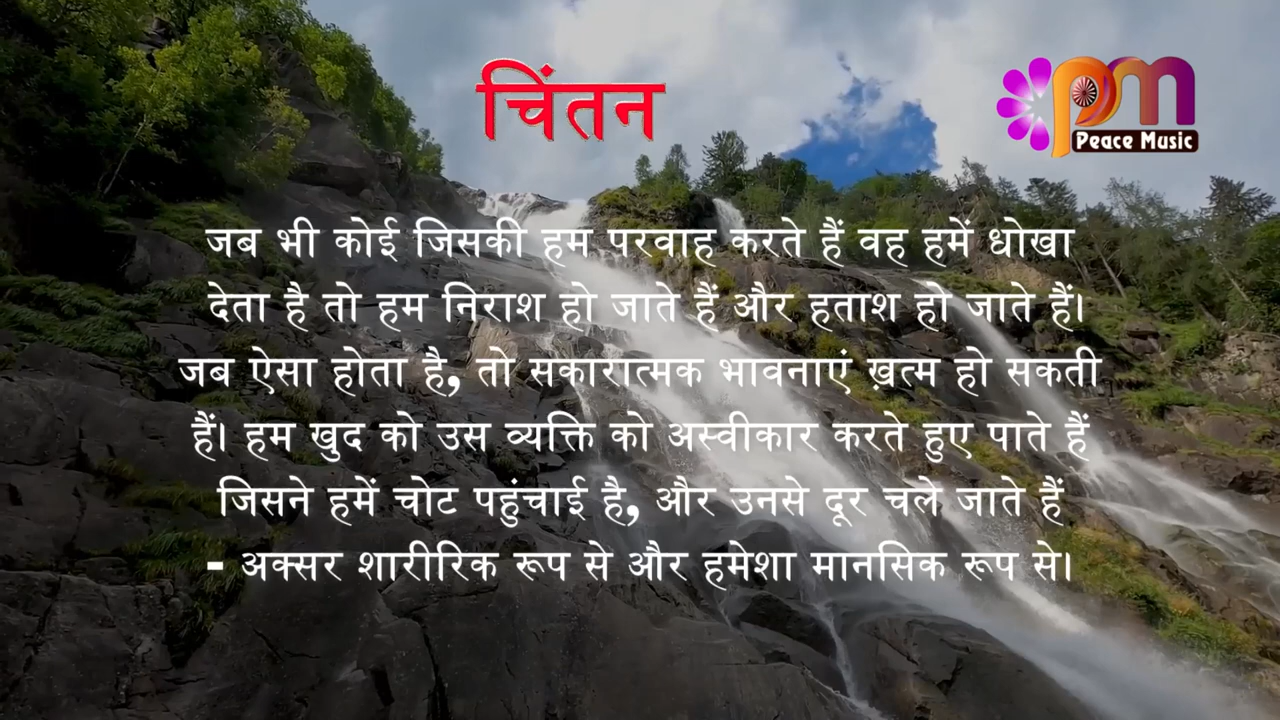 चिंतन
pm
Peace Music
जब भी कोई जिसकी हम परवाह करते हैं वह हमें धोखा
देता है तो हम निराश हो जाते हैं और हताश हो जाते हैं।
जब ऐसा होता है, तो सकारात्मक भावनाएं ख़त्म हो सकती
हैं। हम खुद को उस व्यक्ति को अस्वीकार करते हुए पाते हैं
जिसने हमें चोट पहुंचाई है, और उनसे दूर चले जाते हैं
- अक्सर शारीरिक रूप से और हमेशा मानसिक रूप से।